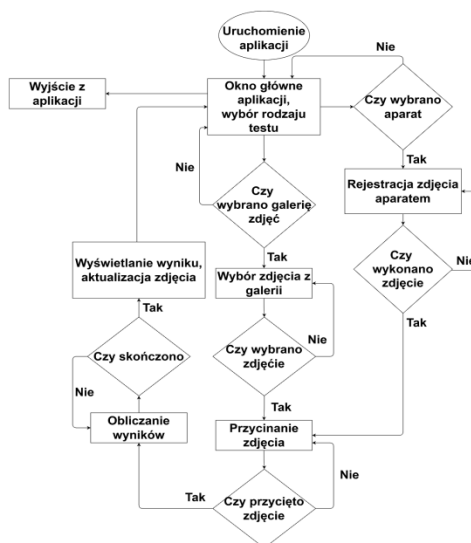 Uruchomienie
aplikacji
Nie
Wyjście z
aplikacji
Okno główne
aplikacji,
wybór rodzaju
testu
Czy wybrano
aparat
Nie
Tak
Czy
wybrano galerię
zdjęć
Rejestracja zdjęcia
aparatem
Tak
Wyświetlanie wyniku,
aktualizacja zdjęcia
Wybór zdjęcia z
galerii
Czy
wykonano
zdjęcie
Nie
Tak
Tak
Czy skończono
Czy wybrano
zdjęćie
Nie
Nie
Tak
Obliczanie
wyników
Przycinanie
zdjęcia
Nie
Tak
Czy przycięto
zdjęcie